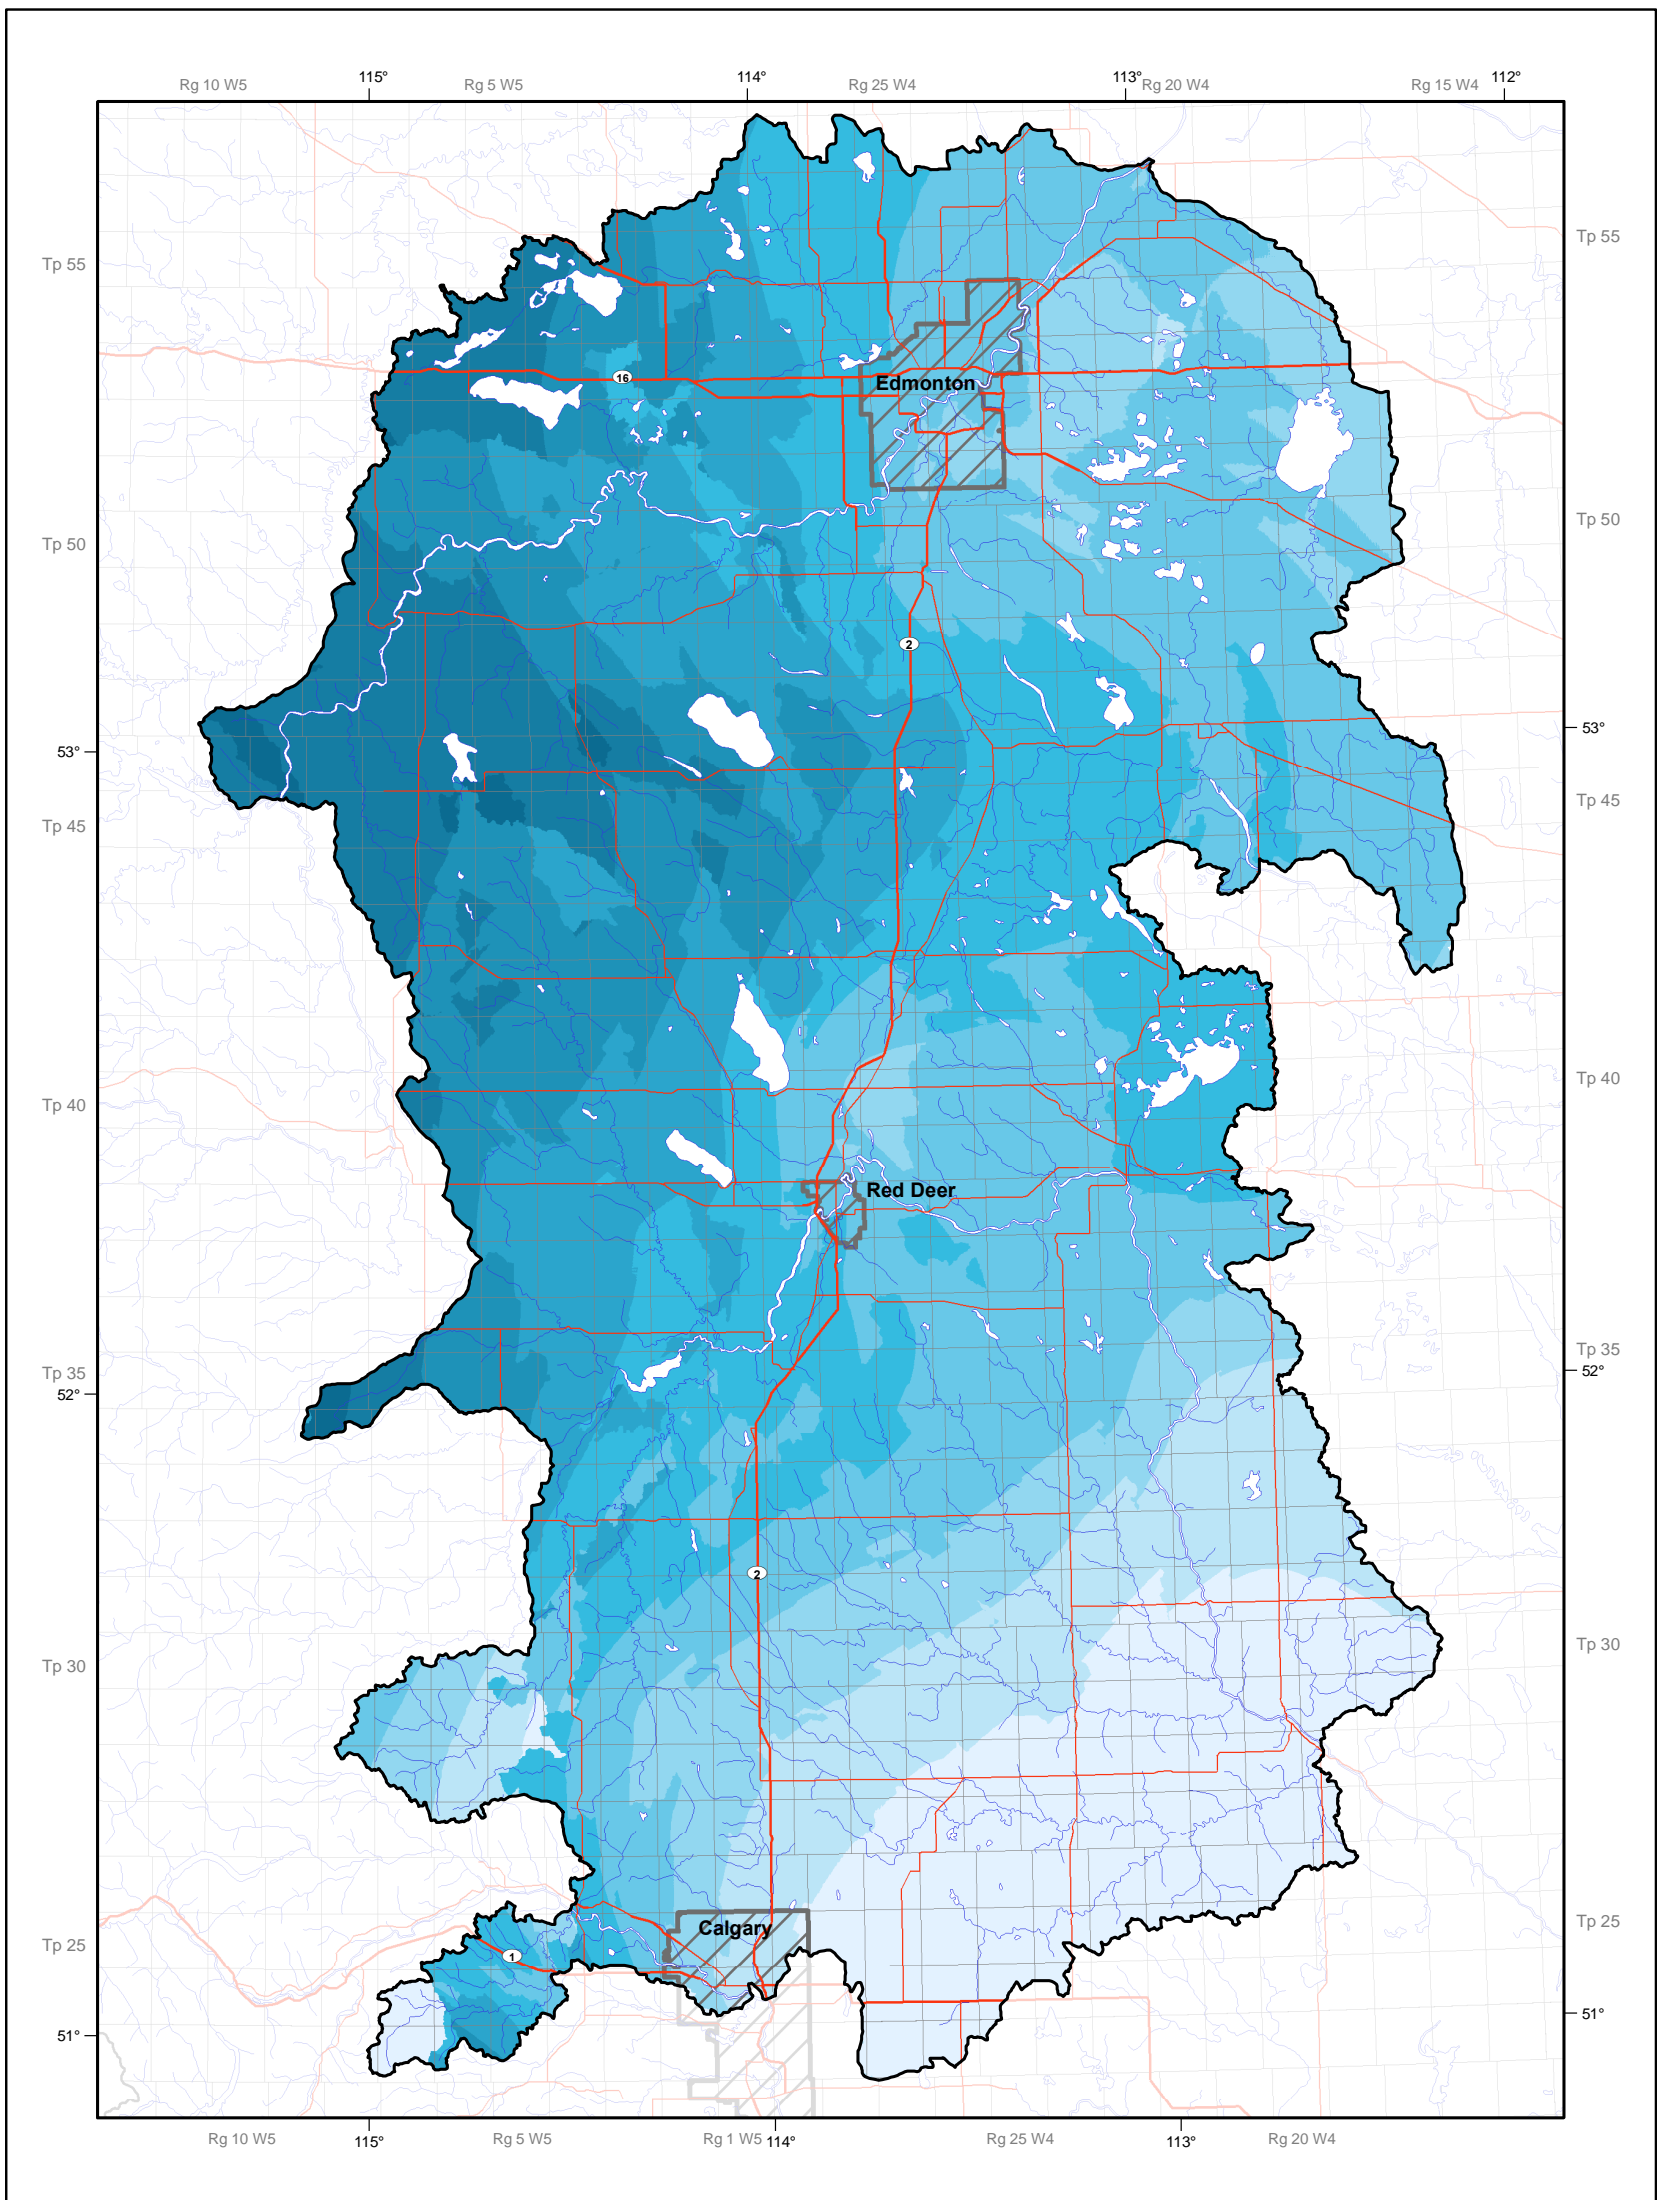 115° 114° 113° 112°
Rg 10 W5 Rg 5 W5 Rg 25 W4 Rg 20 W4 Rg 15 W4
Tp 55 Tp 55
16
Edmonton
Tp 50 Tp 50
2
53° 53°
Tp 45 Tp 45
Tp 40 Tp 40
Red Deer
Tp 35 Tp 35
52° 52°
2
Tp 30 Tp 30
Calgary
Tp 25 Tp 25
1
51° 51°
Rg 10 W5 115° Rg 5 W5 Rg 1 W5 114° Rg 25 W4 113° Rg 20 W4